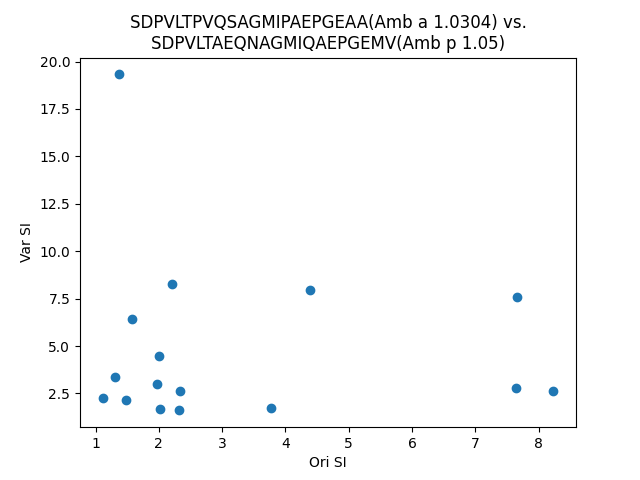 SDPVLTPVQSAGMIPAEPGEAA(Amb a 1.0304) vs.
SDPVLTAEQNAGMIQAEPGEMV(Amb p 1.05)
20.0
17.5
15.0
12.5
10.0
7.5
5.0
2.5
Var SI
1 2 3 4 5 6 7 8
Ori SI